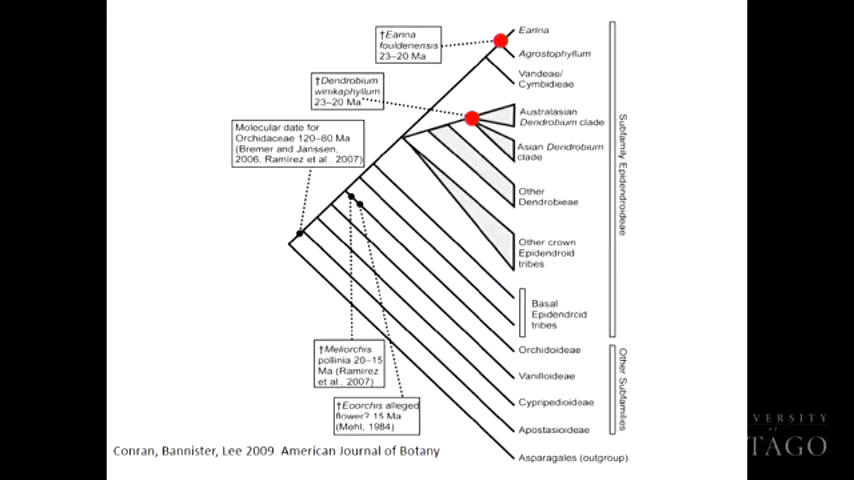 †Earina
fouldenensis
23–20 Ma
†Dendrobium
winikaphyllum
23–20 Ma
Molecular date for
Orchidaceae 120–80 Ma
(Bremer and Janssen,
2006; Ramírez et al., 2007)
Earina
Agrostophyllum
Vandeae/
Cymbidieae
Australasian
Dendrobium clade
Asian Dendrobium
clade
Other
Dendrobieae
Other crown
Epidendroid
tribes
Basal
Epidendroid
tribes
Orchidoideae
Vanilloideae
Cypripedioideae
Apostasioideae
Asparagales (outgroup)
Subfamily Epidendroideae
Other Subfamilies
†Meliorchis
pollinia 20–15
Ma (Ramírez
et al., 2007)
†Eoorchis alleged
flower? 15 Ma
(Mehl, 1984)
Conran, Bannister, Lee 2009 American Journal of Botany
VERSITY
of
TAGO